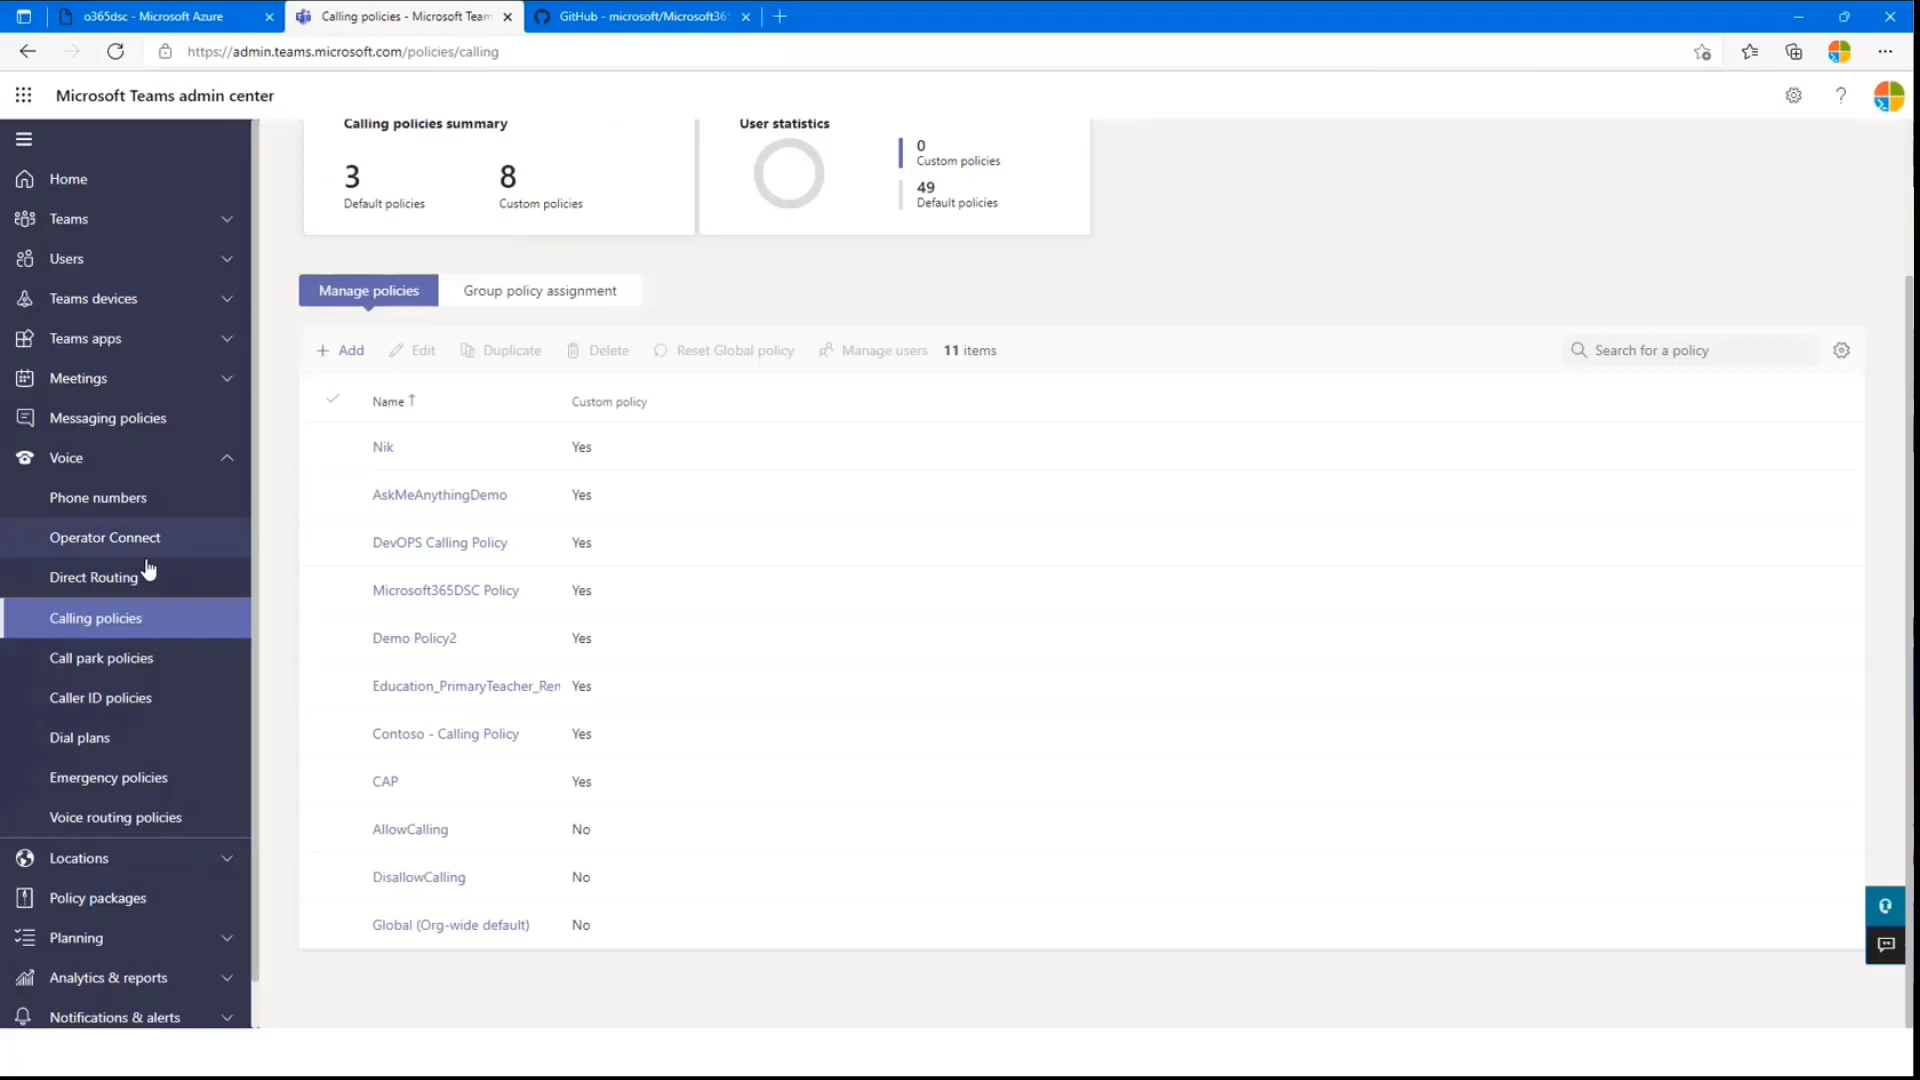 o365dsc - Microsoft Azure
Calling policies - Microsoft Team
GitHub - microsoft/Microsoft36
https://admin.teams.microsoft.com/policies/calling
Microsoft Teams admin center
Home
Teams
Users
Teams devices
Teams apps
Meetings
Messaging policies
Voice
Phone numbers
Operator Connect
Direct Routing
Calling policies
Call park policies
Caller ID policies
Dial plans
Emergency policies
Voice routing policies
Locations
Policy packages
Planning
Analytics & reports
Notifications & alerts
Calling policies summary
3
Default policies
8
Custom policies
User statistics
0
Custom policies
49
Default policies
Manage policies Group policy assignment
+ Add Edit Duplicate Delete Reset Global policy Manage users 11 items Search for a policy
Name ↑ Custom policy
Nik Yes
AskMeAnythingDemo Yes
DevOPS Calling Policy Yes
Microsoft365DSC Policy Yes
Demo Policy2 Yes
Education_PrimaryTeacher_Ren Yes
Contoso - Calling Policy Yes
CAP Yes
AllowCalling No
DisallowCalling No
Global (Org-wide default) No